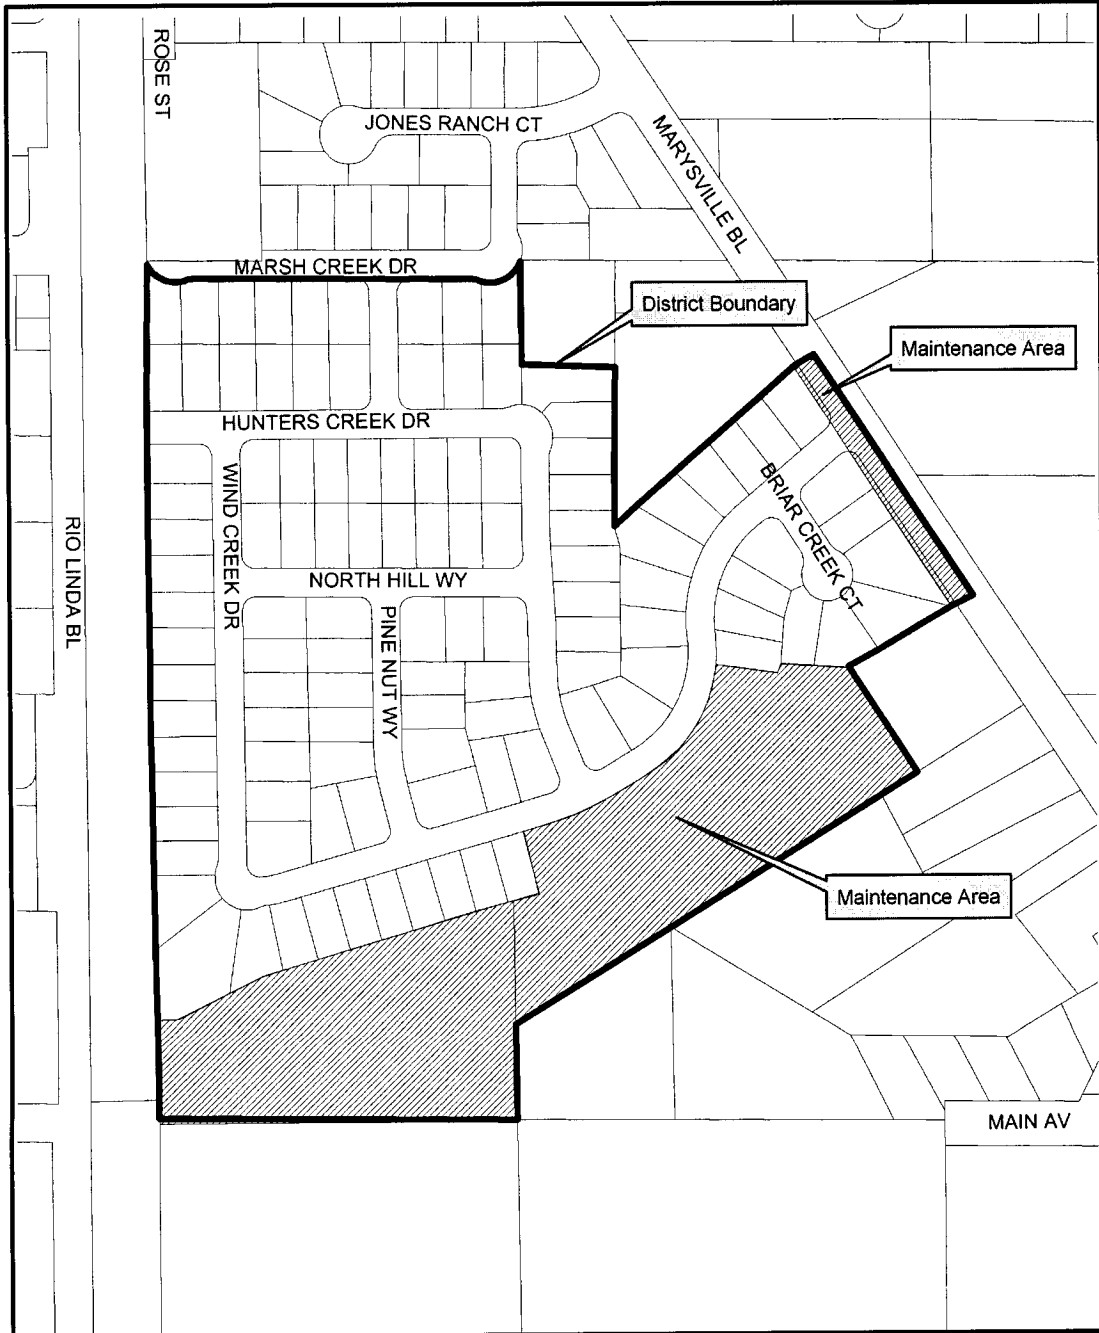 ROSE ST
JONES RANCH CT
MARYSVILLE BL
MARSH CREEK DR
District Boundary
Maintenance Area
HUNTERS CREEK DR
WIND CREEK DR
BRIAR CREEK CT
RIO LINDA BL
NORTH HILL WY
PINE NUT WY
Maintenance Area
MAIN AV